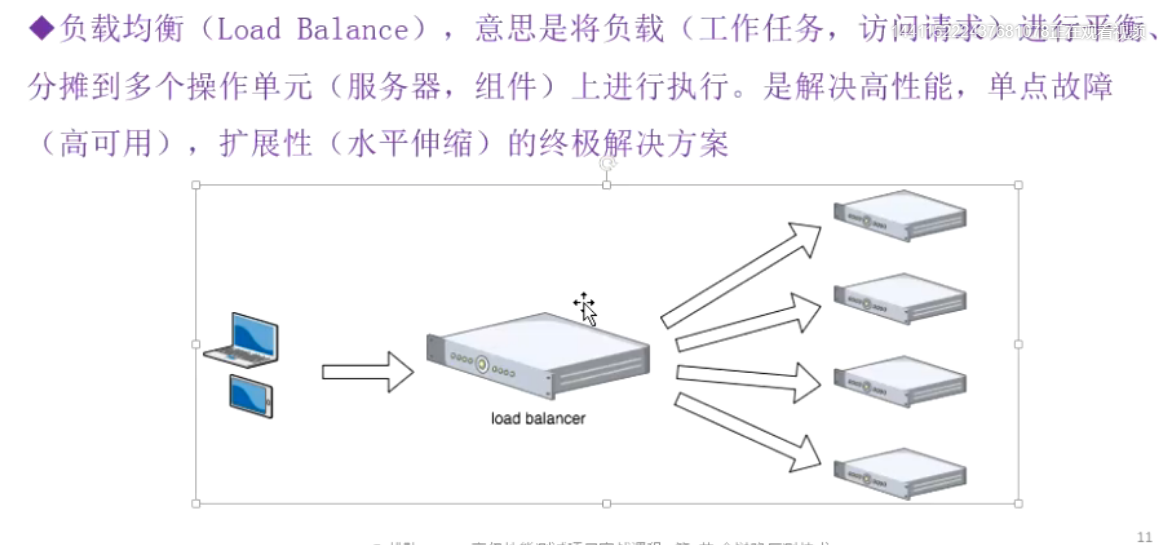 ◆负载均衡（Load Balance），意思是将负载（工作任务，访问请求）进行平衡、
分摊到多个操作单元（服务器，组件）上进行执行。是解决高性能，单点故障
（高可用），扩展性（水平伸缩）的终极解决方案
load balancer
11